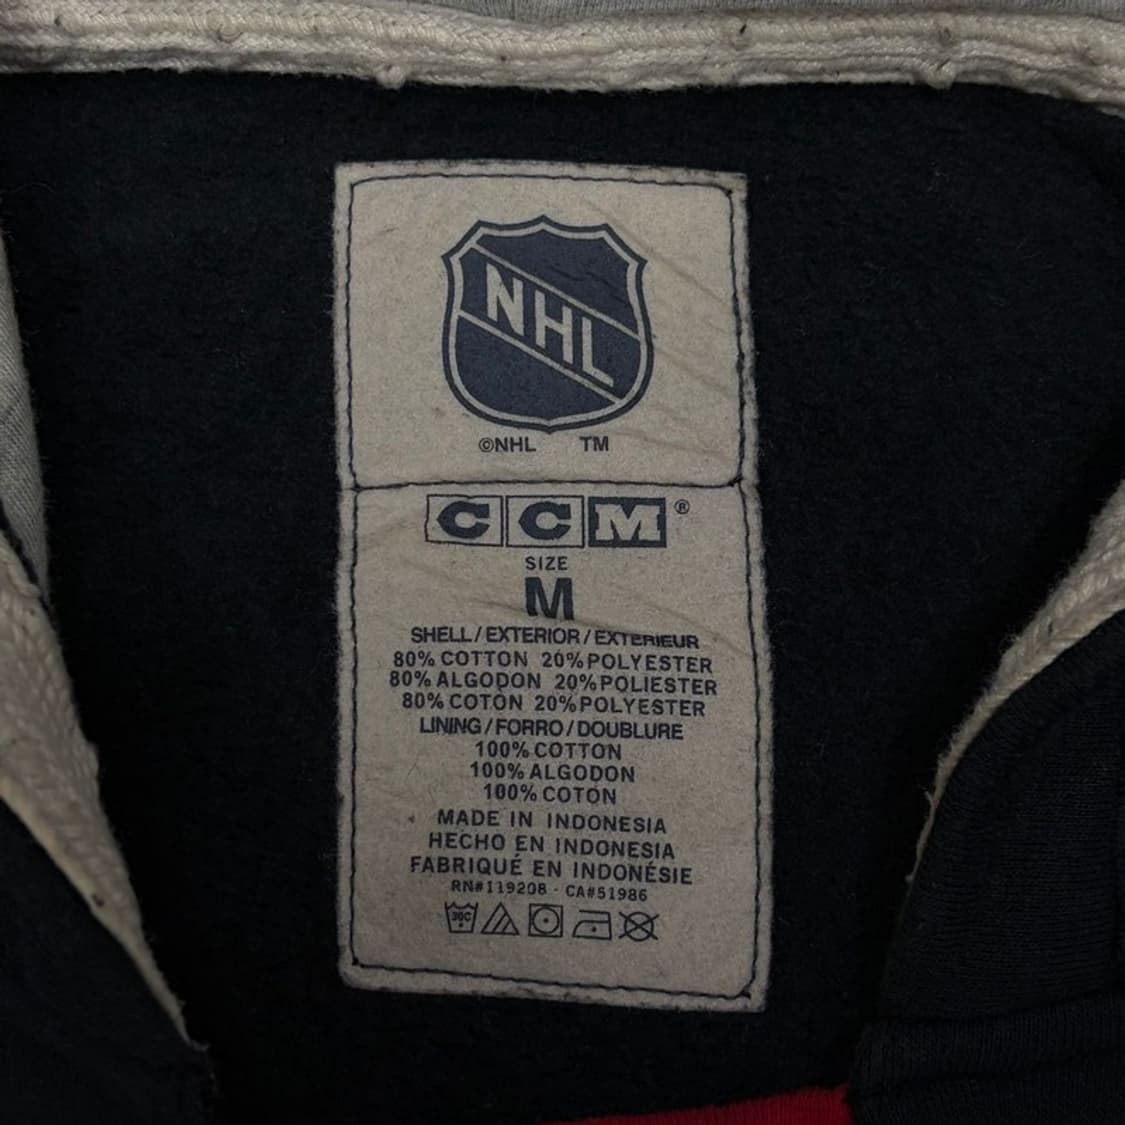 NHL
©NHL TM
CCM®
SIZE
M
SHELL/EXTERIOR/EXTERIEUR
80% COTTON 20% POLYESTER
80% ALGODON 20% POLIESTER
80% COTON 20% POLYESTER
LINING/FORRO/DOUBLURE
100% COTTON
100% ALGODON
100% COTON
MADE IN INDONESIA
HECHO EN INDONESIA
FABRIQUÉ EN INDONÉSIE
RN#119208 - CA#51986
30C